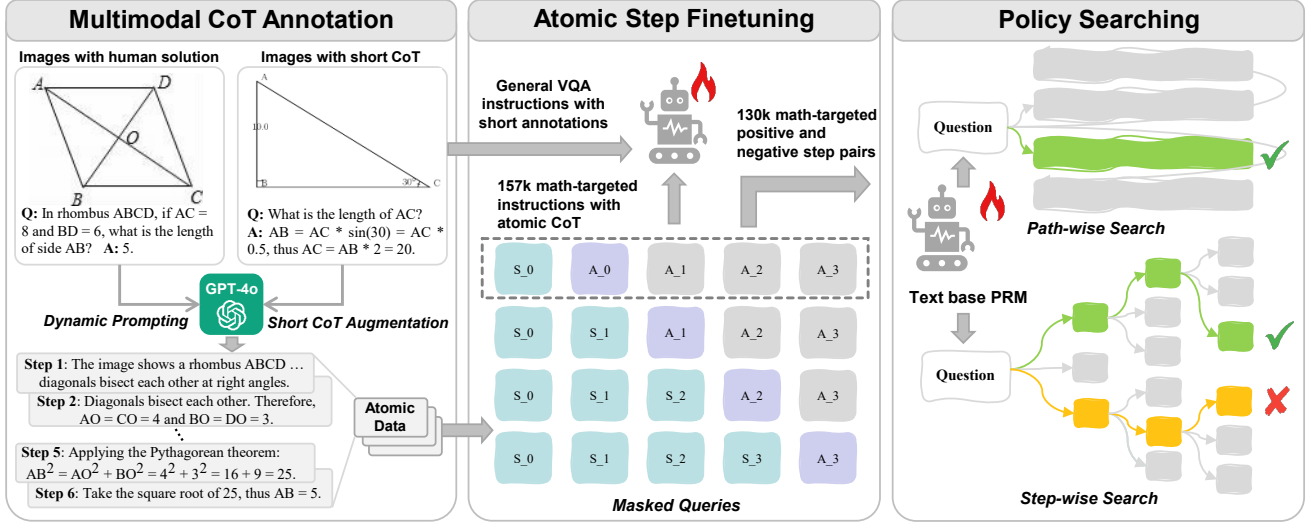 Multimodal CoT Annotation
Images with human solution
A
D
O
B
C
Q: In rhombus ABCD, if AC =
8 and BD = 6, what is the length
of side AB? A: 5.
Images with short CoT
A
10.0
B
30°
C
Q: What is the length of AC?
A: AB = AC * sin(30) = AC *
0.5, thus AC = AB * 2 = 20.
GPT-4o
Dynamic Prompting
Short CoT Augmentation
Step 1: The image shows a rhombus ABCD …
diagonals bisect each other at right angles.
Step 2: Diagonals bisect each other. Therefore,
AO = CO = 4 and BO = DO = 3.
Step 5: Applying the Pythagorean theorem:
AB² = AO² + BO² = 4² + 3² = 16 + 9 = 25.
Step 6: Take the square root of 25, thus AB = 5.
Atomic
Data
Atomic Step Finetuning
General VQA
instructions with
short annotations
157k math-targeted
instructions with
atomic CoT
130k math-targeted
positive and
negative step pairs
S_0 A_0 A_1 A_2 A_3
S_0 S_1 A_1 A_2 A_3
S_0 S_1 S_2 A_2 A_3
S_0 S_1 S_2 S_3 A_3
Masked Queries
Policy Searching
Question
Path-wise Search
Text base PRM
Question
Step-wise Search